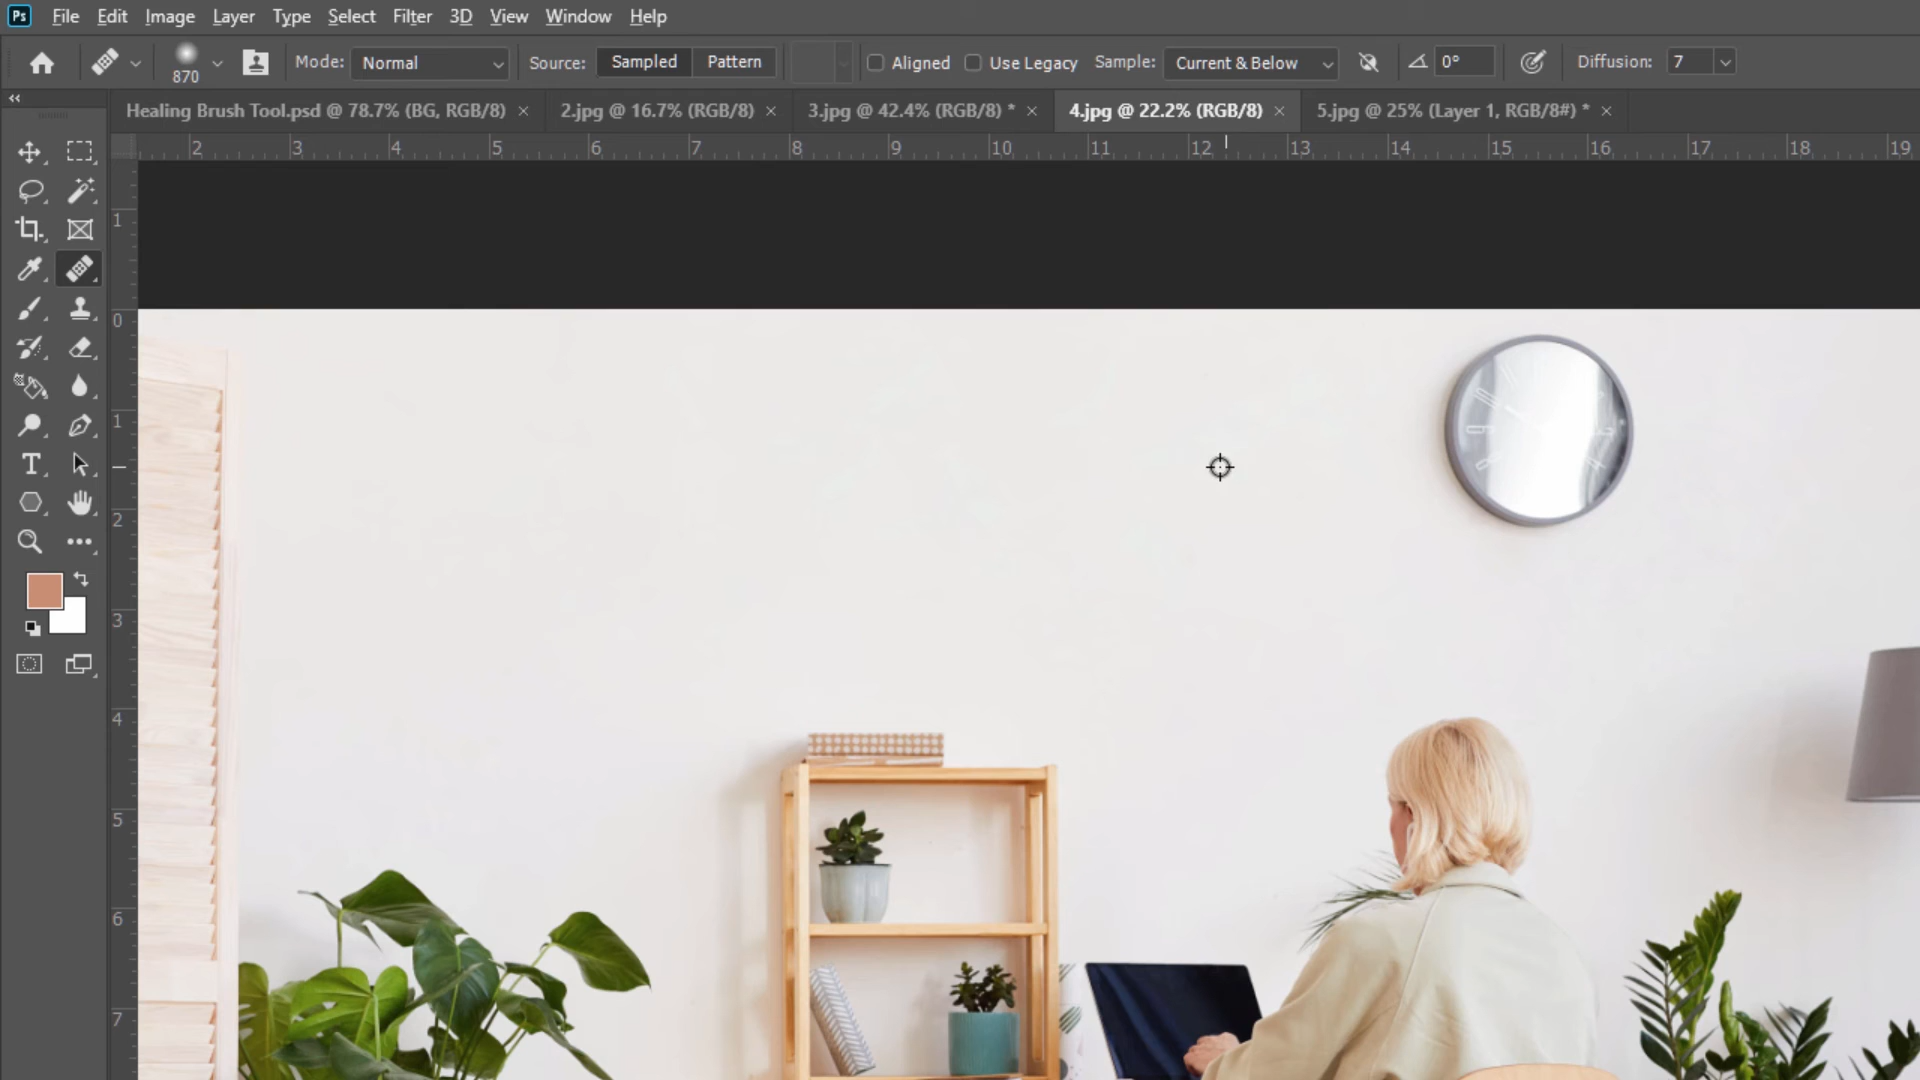 Ps File Edit Image Layer Type Select Filter 3D View Window Help
870 Mode: Normal Source: Sampled Pattern Aligned Use Legacy Sample: Current & Below 0° Diffusion: 7
Healing Brush Tool.psd @ 78.7% (BG, RGB/8) × 2.jpg @ 16.7% (RGB/8) × 3.jpg @ 42.4% (RGB/8) * × 4.jpg @ 22.2% (RGB/8) × 5.jpg @ 25% (Layer 1, RGB/8#) * ×
2 3 4 5 6 7 8 9 10 11 12 13 14 15 16 17 18 19
1
0
1
2
3
4
5
6
7